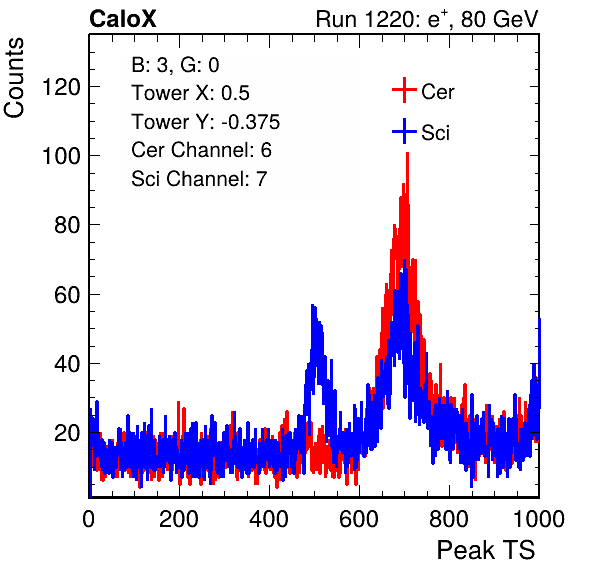 CaloX Run 1220: e+, 80 GeV
B: 3, G: 0
Tower X: 0.5
Tower Y: -0.375
Cer Channel: 6
Sci Channel: 7
Cer
Sci
Counts
120
100
80
60
40
20
0 200 400 600 800 1000
Peak TS